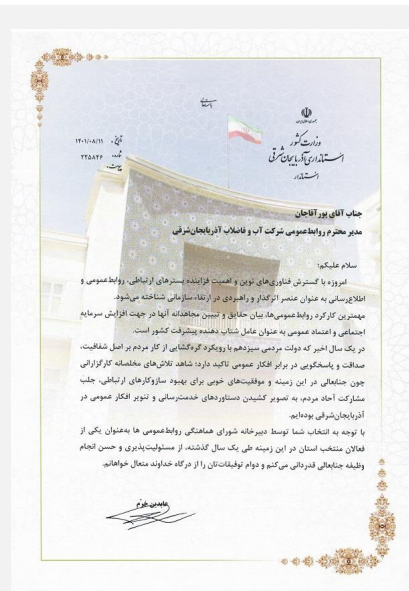 باسمه‌تعالی
جمهوری اسلامی ایران
وزارت کشور
استانداری آذربایجان شرقی
استاندار
تاریخ: ۱۴۰۱/۰۸/۱۱
شماره: ۲۲۵۸۴۶
پیوست:
جناب آقای پورآقاجان
مدیر محترم روابط‌عمومی شرکت آب و فاضلاب آذربایجان‌شرقی
سلام علیکم؛
امروزه با گسترش فناوری‌های نوین و اهمیت فزاینده بسترهای ارتباطی، روابط‌عمومی و
اطلاع‌رسانی به عنوان عنصر اثرگذار و راهبردی در ارتقاء سازمانی شناخته می‌شود.
مهمترین کارکرد روابط‌عمومی‌ها، بیان حقایق و تبیین مجاهدانه آنها در جهت افزایش سرمایه
اجتماعی و اعتماد عمومی به عنوان عامل شتاب دهنده پیشرفت کشور است.
در یک سال اخیر که دولت مردمی سیزدهم با رویکرد گره‌گشایی از کار مردم بر اصل شفافیت،
صداقت و پاسخگویی در برابر افکار عمومی تاکید دارد؛ شاهد تلاش‌های مخلصانه کارگزارانی
چون جنابعالی در این زمینه و موفقیت‌های خوبی برای بهبود سازوکارهای ارتباطی، جلب
مشارکت آحاد مردم، به تصویر کشیدن دستاوردهای خدمت‌رسانی و تنویر افکار عمومی در
آذربایجان‌شرقی بوده‌ایم.
با توجه به انتخاب شما توسط دبیرخانه شورای هماهنگی روابط‌عمومی ها به‌عنوان یکی از
فعالان منتخب استان در این زمینه طی یک سال گذشته، از مسئولیت‌پذیری و حسن انجام
وظیفه جنابعالی قدردانی می‌کنم و دوام توفیقات‌تان را از درگاه خداوند متعال خواهانم.
عابدین خرم